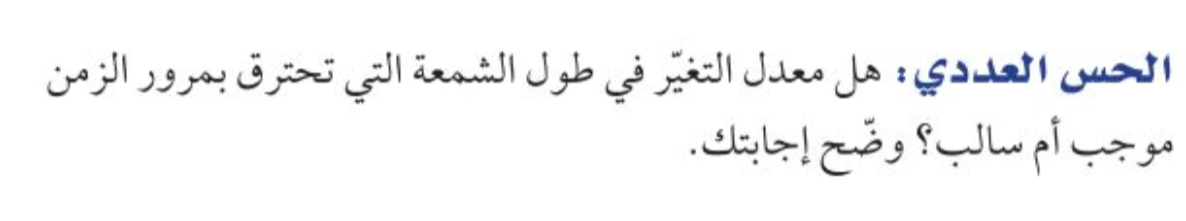 الحس العددي: هل معدل التغيّر في طول الشمعة التي تحترق بمرور الزمن
موجب أم سالب؟ وضّح إجابتك.